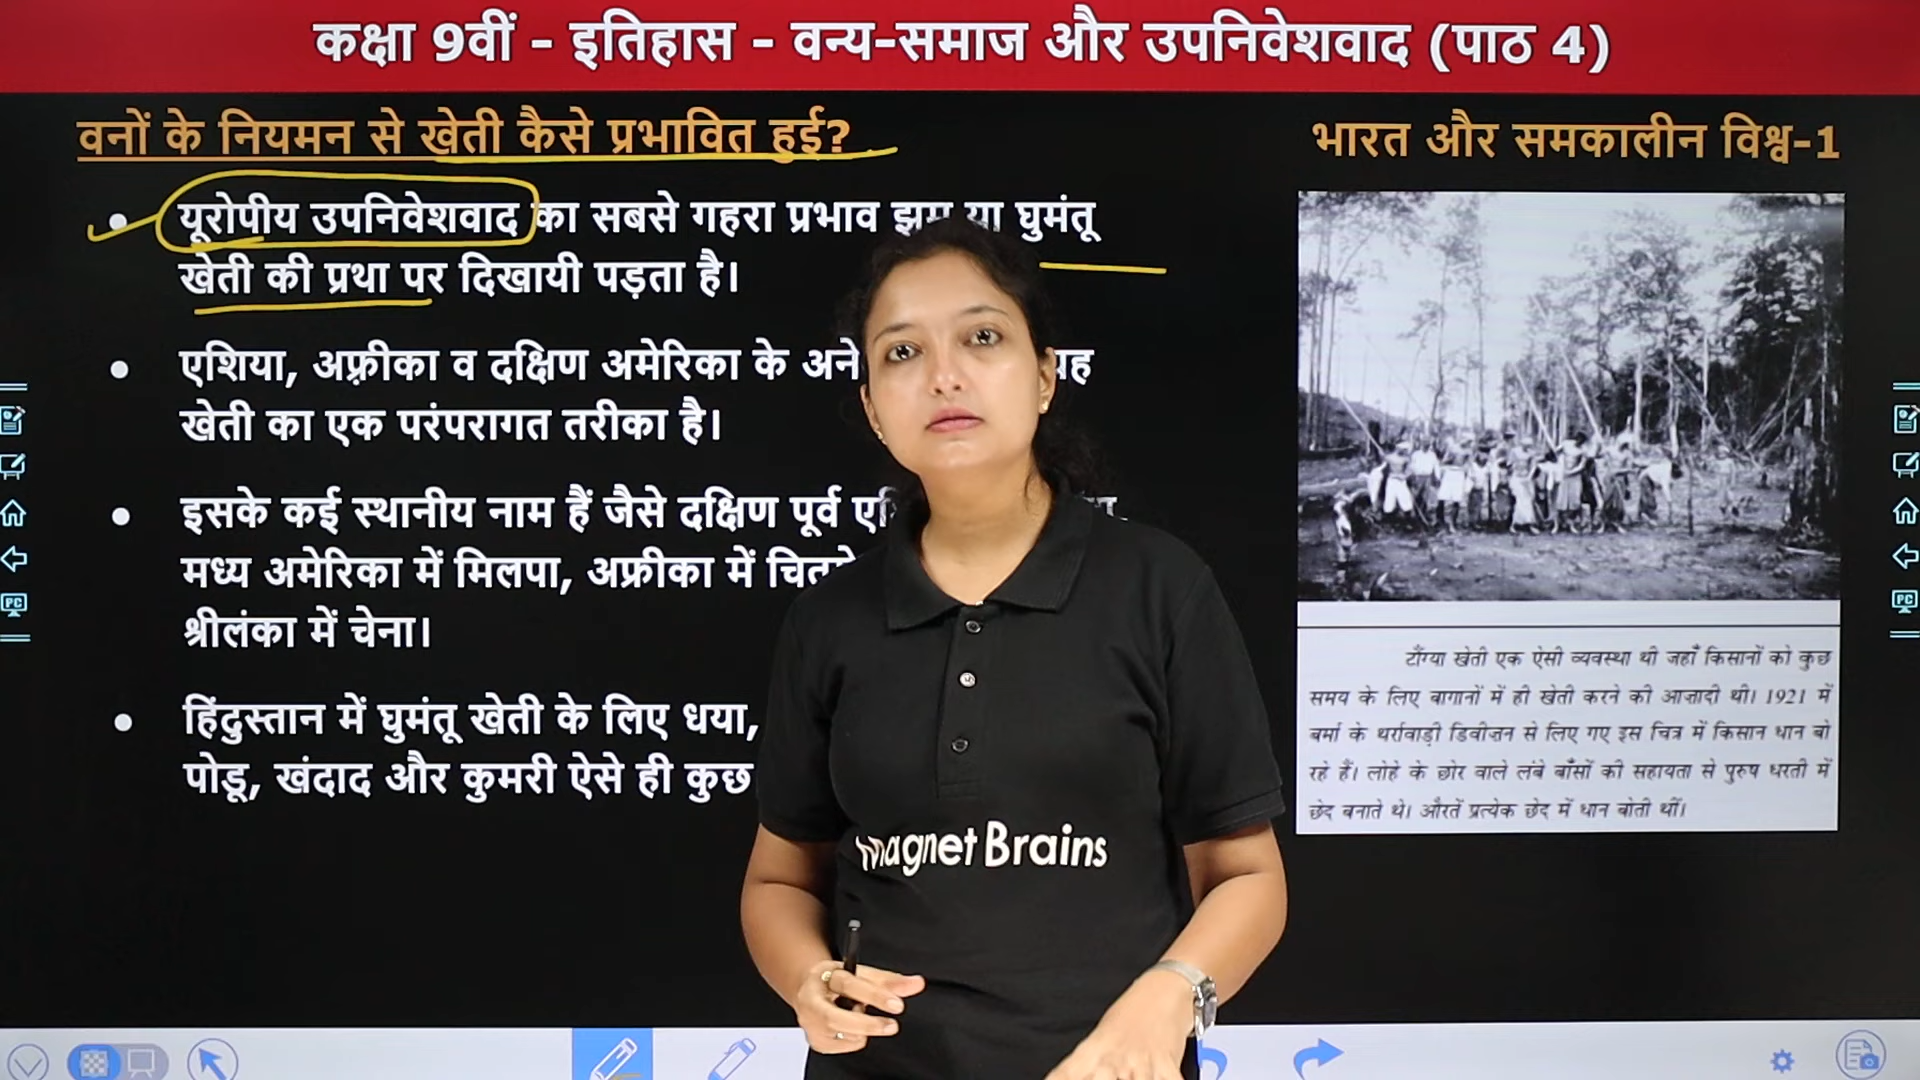 कक्षा 9वीं - इतिहास - वन्य-समाज और उपनिवेशवाद (पाठ 4)
वनों के नियमन से खेती कैसे प्रभावित हुई?
भारत और समकालीन विश्व-1
यूरोपीय उपनिवेशवाद का सबसे गहरा प्रभाव झूम या घुमंतू
खेती की प्रथा पर दिखायी पड़ता है।
एशिया, अफ़्रीका व दक्षिण अमेरिका के यह
खेती का एक परंपरागत तरीका है।
इसके कई स्थानीय नाम हैं जैसे दक्षिण पूर्व
मध्य अमेरिका में मिलपा, अफ्रीका में
श्रीलंका में चेना।
हिंदुस्तान में घुमंतू खेती के लिए धया,
पोडू, खंदाद और कुमरी ऐसे ही कुछ
टौंग्या खेती एक ऐसी व्यवस्था थी जहाँ किसानों को कुछ
समय के लिए बागानों में ही खेती करने की आज़ादी थी। 1921 में
बर्मा के थर्रावाड़ी डिवीज़न से लिए गए इस चित्र में किसान धान बो
रहे हैं। लोहे के छोर वाले लंबे बाँसों की सहायता से पुरुष धरती में
छेद बनाते थे। औरतें प्रत्येक छेद में धान बोती थीं।
Magnet Brains
PC
PC